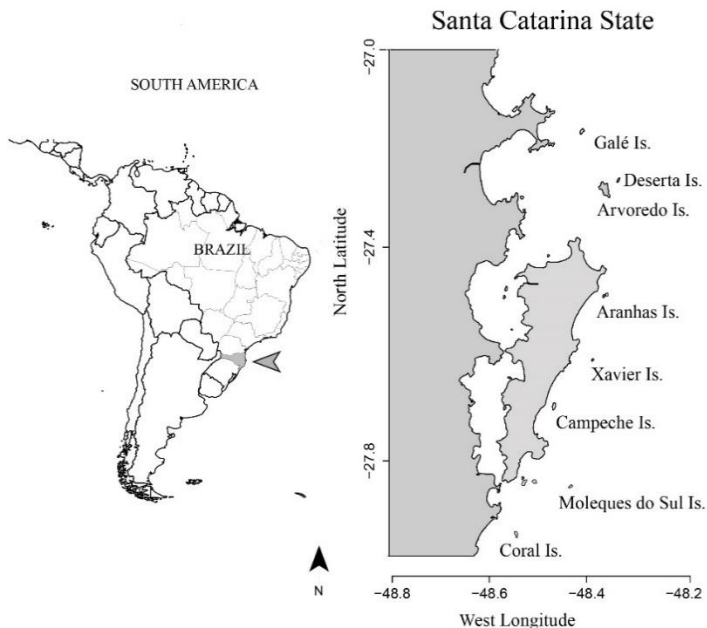 Santa Catarina State
SOUTH AMERICA
BRAZIL
N
North Latitude
−27.0
−27.4
−27.8
Galé Is.
Deserta Is.
Arvoredo Is.
Aranhas Is.
Xavier Is.
Campeche Is.
Moleques do Sul Is.
Coral Is.
−48.8
−48.6
−48.4
−48.2
West Longitude